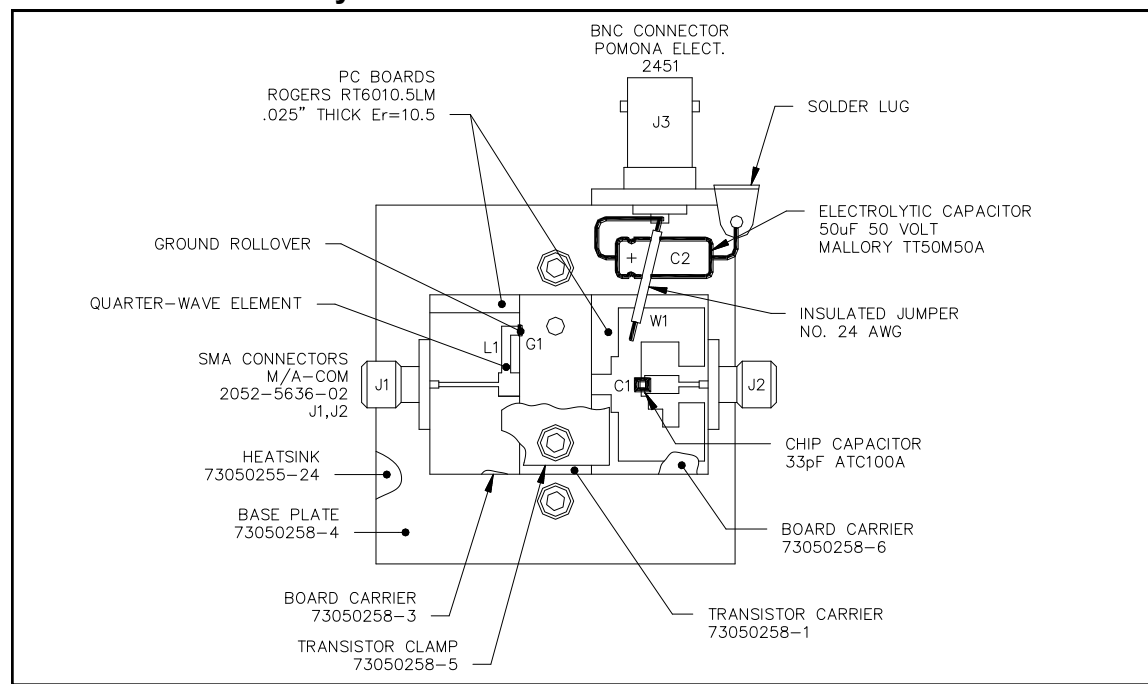 BNC CONNECTOR
POMONA ELECT.
2451
PC BOARDS
ROGERS RT6010.5LM
.025" THICK Er=10.5
J3
SOLDER LUG
ELECTROLYTIC CAPACITOR
50uF 50 VOLT
MALLORY TT50M50A
GROUND ROLLOVER
+ C2
QUARTER-WAVE ELEMENT
INSULATED JUMPER
NO. 24 AWG
W1
L1
G1
SMA CONNECTORS
M/A-COM
2052-5636-02
J1,J2
J1
C1
J2
CHIP CAPACITOR
33pF ATC100A
HEATSINK
73050255-24
BASE PLATE
73050258-4
BOARD CARRIER
73050258-6
BOARD CARRIER
73050258-3
TRANSISTOR CARRIER
73050258-1
TRANSISTOR CLAMP
73050258-5